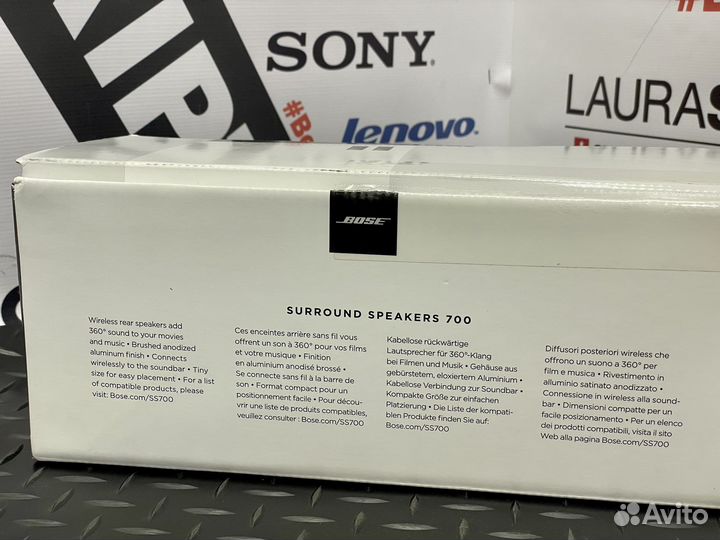 SONY
lenovo
LAURA
BOSE
SURROUND SPEAKERS 700
Wireless rear speakers add
360° sound to your movies
and music • Brushed anodized
aluminum finish • Connects
wirelessly to the soundbar • Tiny
size for easy placement • For a list
of compatible products, please
visit: Bose.com/SS700
Ces enceintes arrière sans fil vous
offrent un son à 360° pour vos films
et votre musique • Finition
en aluminium anodisé brossé •
Se connecte sans fil à la barre de
son • Format compact pour un
positionnement facile • Pour décou-
vrir une liste de produits compatibles,
veuillez consulter : Bose.com/SS700
Kabellose rückwärtige
Lautsprecher für 360°-Klang
bei Filmen und Musik • Gehäuse aus
gebürstetem, eloxiertem Aluminium •
Kabellose Verbindung zur Soundbar •
Kompakte Größe zur einfachen
Platzierung • Die Liste der kompati-
blen Produkte finden Sie auf:
Bose.com/SS700
Diffusori posteriori wireless che
offrono un suono a 360° per
film e musica • Rivestimento in
alluminio satinato anodizzato •
Connessione in wireless alla sound-
bar • Dimensioni compatte per un
facile posizionamento • Per un elenco
dei prodotti compatibili, visita il sito
Web alla pagina Bose.com/SS700
Avito